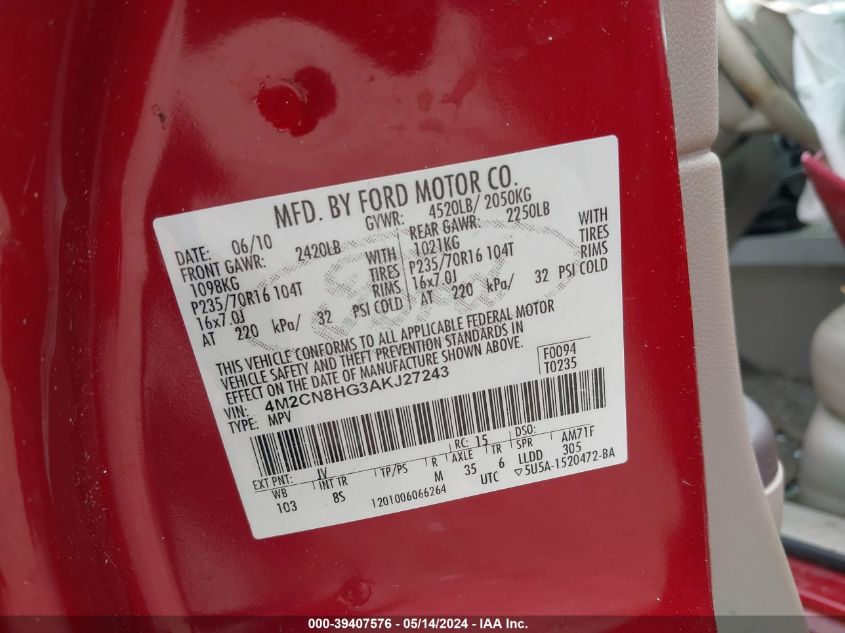 MFD. BY FORD MOTOR CO.
DATE: 06/10 GVWR: 4520LB/ 2050KG
FRONT GAWR: 2420LB REAR GAWR: 2250LB
1098KG WITH 1021KG WITH
P235/70R16 104T TIRES P235/70R16 104T TIRES
16x7.0J RIMS 16x7.0J RIMS
AT 220 kPa/ 32 PSI COLD AT 220 kPa/ 32 PSI COLD
THIS VEHICLE CONFORMS TO ALL APPLICABLE FEDERAL MOTOR
VEHICLE SAFETY AND THEFT PREVENTION STANDARDS IN
EFFECT ON THE DATE OF MANUFACTURE SHOWN ABOVE.
F0094
T0235
VIN: 4M2CN8HG3AKJ27243
TYPE: MPV
EXT PNT: JV RC: 15 DSO: AM71F
WB INT TR TP/PS R AXLE TR SPR 305
103 8S M 35 6 LLDD
1201006066264 UTC ▽5U5A-1520472-BA
Ford
000-39407576 - 05/14/2024 - IAA Inc.